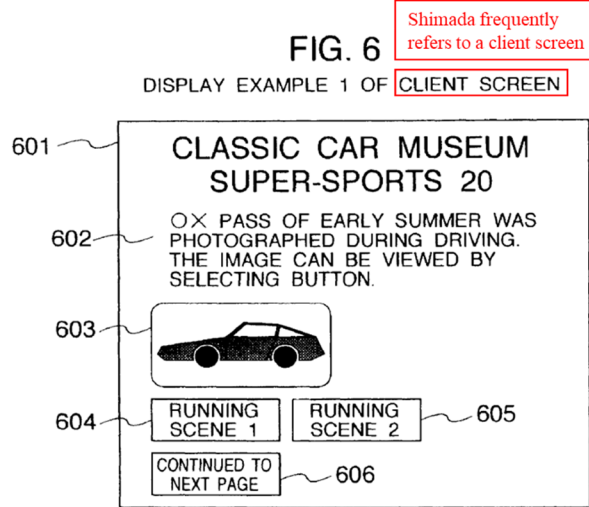 Shimada frequently
refers to a client screen
FIG. 6
DISPLAY EXAMPLE 1 OF CLIENT SCREEN
601
CLASSIC CAR MUSEUM
SUPER-SPORTS 20
602
○× PASS OF EARLY SUMMER WAS
PHOTOGRAPHED DURING DRIVING.
THE IMAGE CAN BE VIEWED BY
SELECTING BUTTON.
603
604
RUNNING
SCENE 1
RUNNING
SCENE 2
605
CONTINUED TO
NEXT PAGE
606